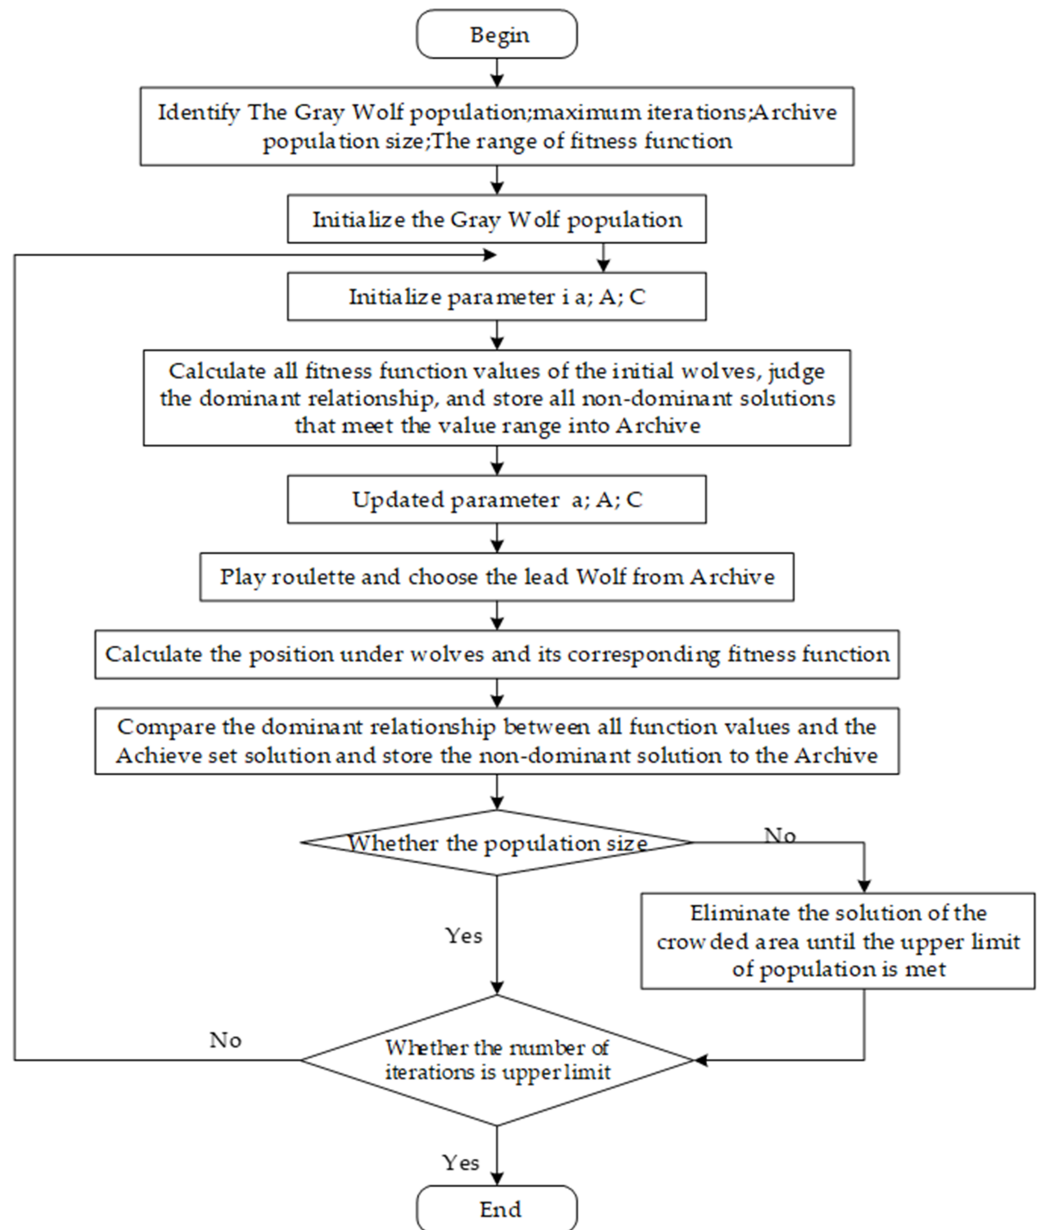 Begin
Identify The Gray Wolf population;maximum iterations;Archive
population size;The range of fitness function
Initialize the Gray Wolf population
Initialize parameter i a; A; C
Calculate all fitness function values of the initial wolves, judge
the dominant relationship, and store all non-dominant solutions
that meet the value range into Archive
Updated parameter a; A; C
Play roulette and choose the lead Wolf from Archive
Calculate the position under wolves and its corresponding fitness function
Compare the dominant relationship between all function values and the
Achieve set solution and store the non-dominant solution to the Archive
Whether the population size
No
Eliminate the solution of the
crowded area until the upper limit
of population is met
Yes
No
Whether the number of
iterations is upper limit
Yes
End